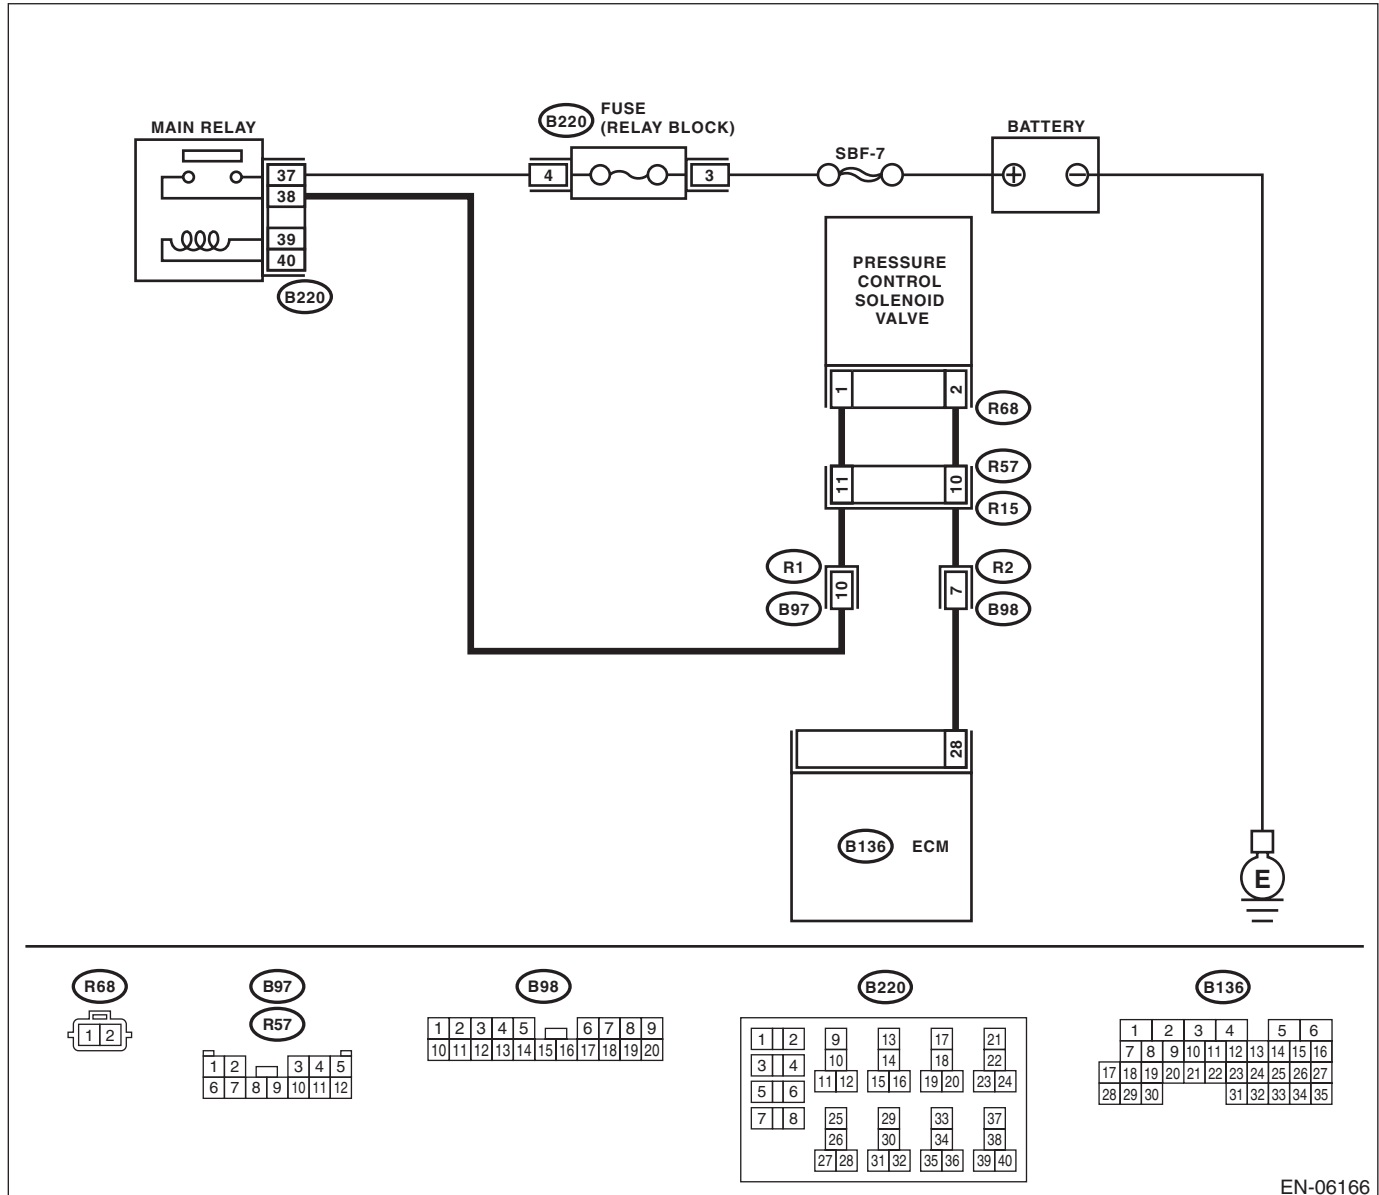 MAIN RELAY
B220
FUSE
(RELAY BLOCK)
SBF-7
BATTERY
37
38
39
40
B220
4
3
PRESSURE
CONTROL
SOLENOID
VALVE
1 2
R68
11 10
R57
R15
R1
10
B97
R2
7
B98
28
B136 ECM
E
R68
1 2
B97
R57
1 2 3 4 5
6 7 8 9 10 11 12
B98
1 2 3 4 5 6 7 8 9
10 11 12 13 14 15 16 17 18 19 20
B220
1 2
3 4
5 6
7 8
9
10
11 12
13
14
15 16
17
18
19 20
21
22
23 24
25
26
27 28
29
30
31 32
33
34
35 36
37
38
39 40
B136
1 2 3 4 5 6
7 8 9 10 11 12 13 14 15 16
17 18 19 20 21 22 23 24 25 26 27
28 29 30 31 32 33 34 35
EN-06166